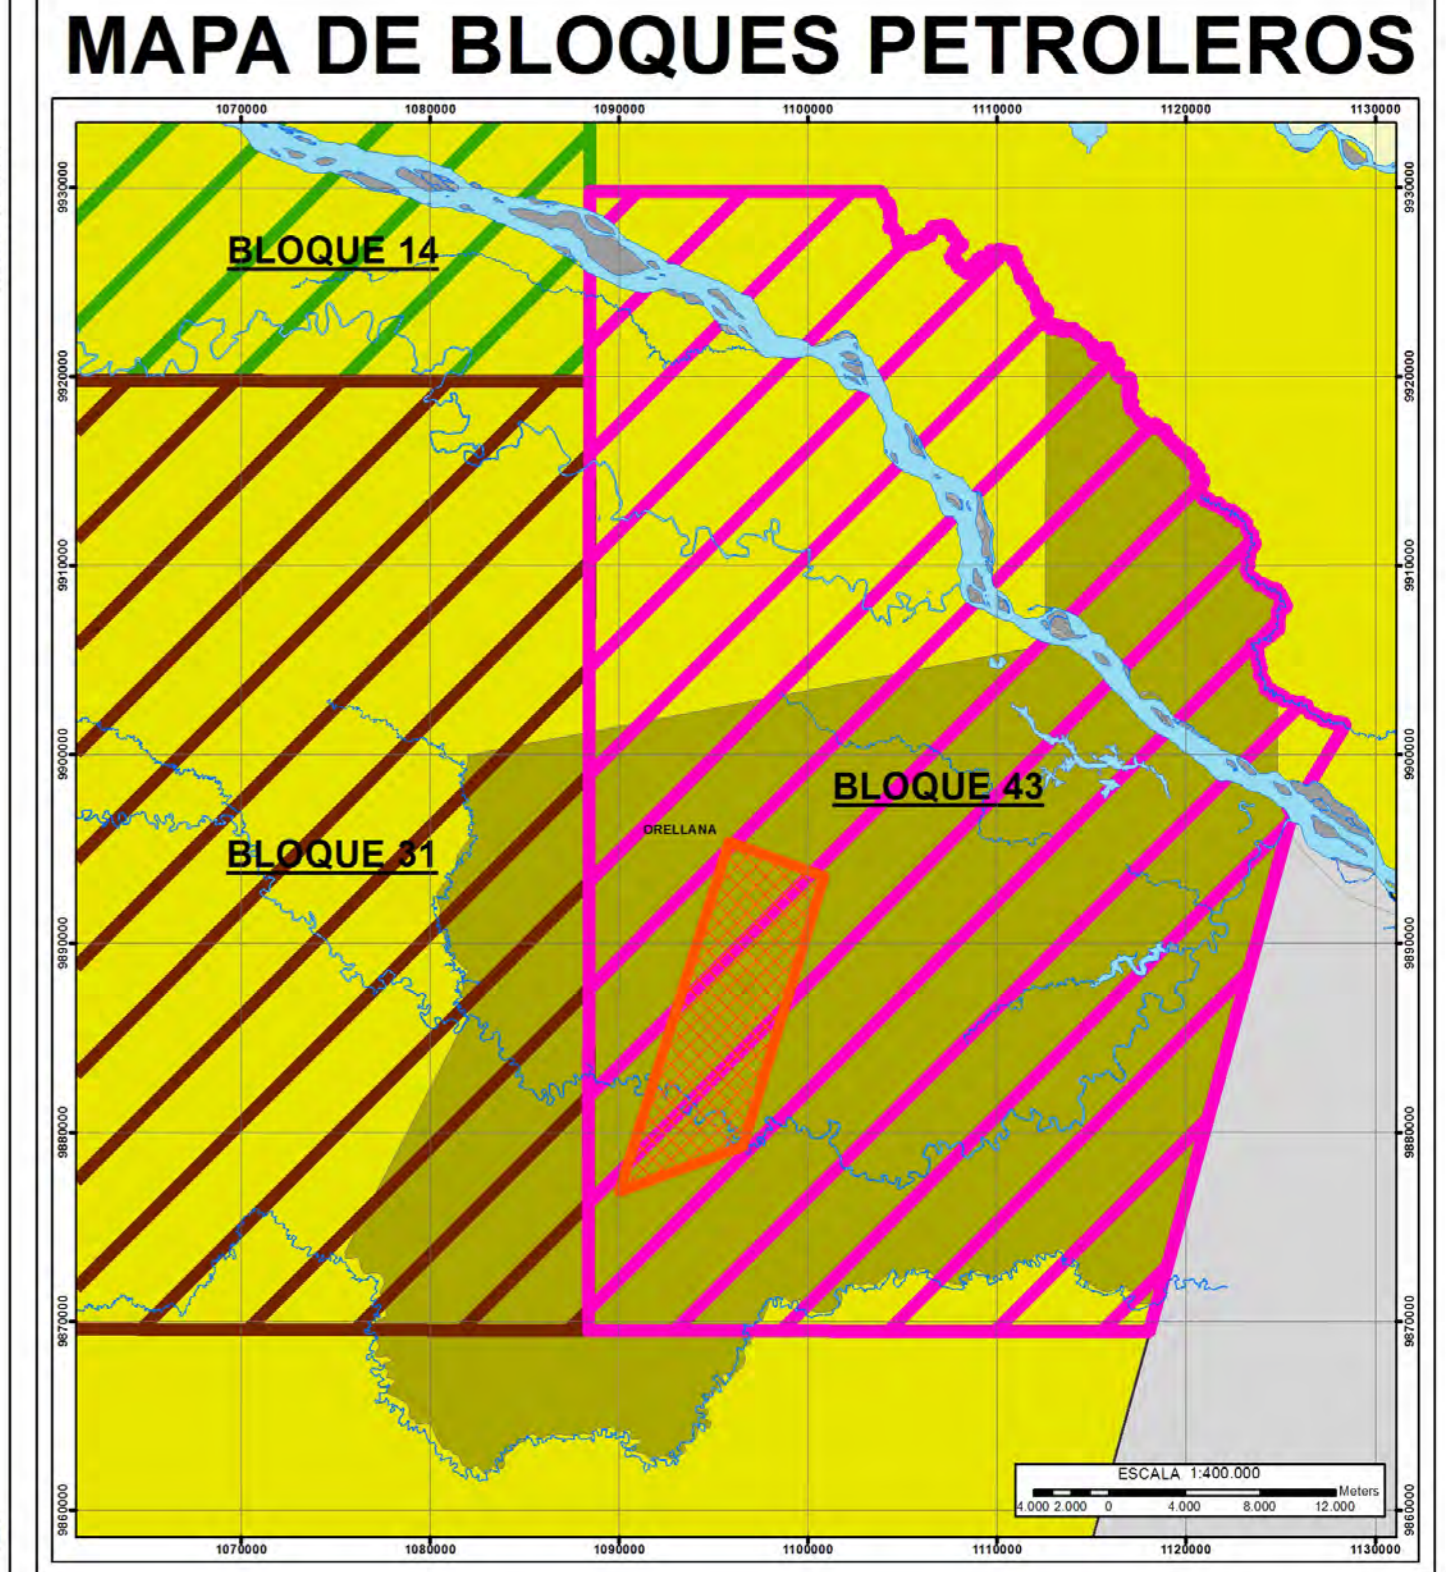 MAPA DE BLOQUES PETROLEROS
1070000 1080000 1090000 1100000 1110000 1120000 1130000
9930000 9930000
BLOQUE 14
9920000 9920000
9910000 9910000
9900000 9900000
BLOQUE 43
ORELLANA
BLOQUE 31
9890000 9890000
9880000 9880000
9870000 9870000
ESCALA 1:400.000
Meters
4.000 2.000 0 4.000 8.000 12.000
9860000 9860000
1070000 1080000 1090000 1100000 1110000 1120000 1130000